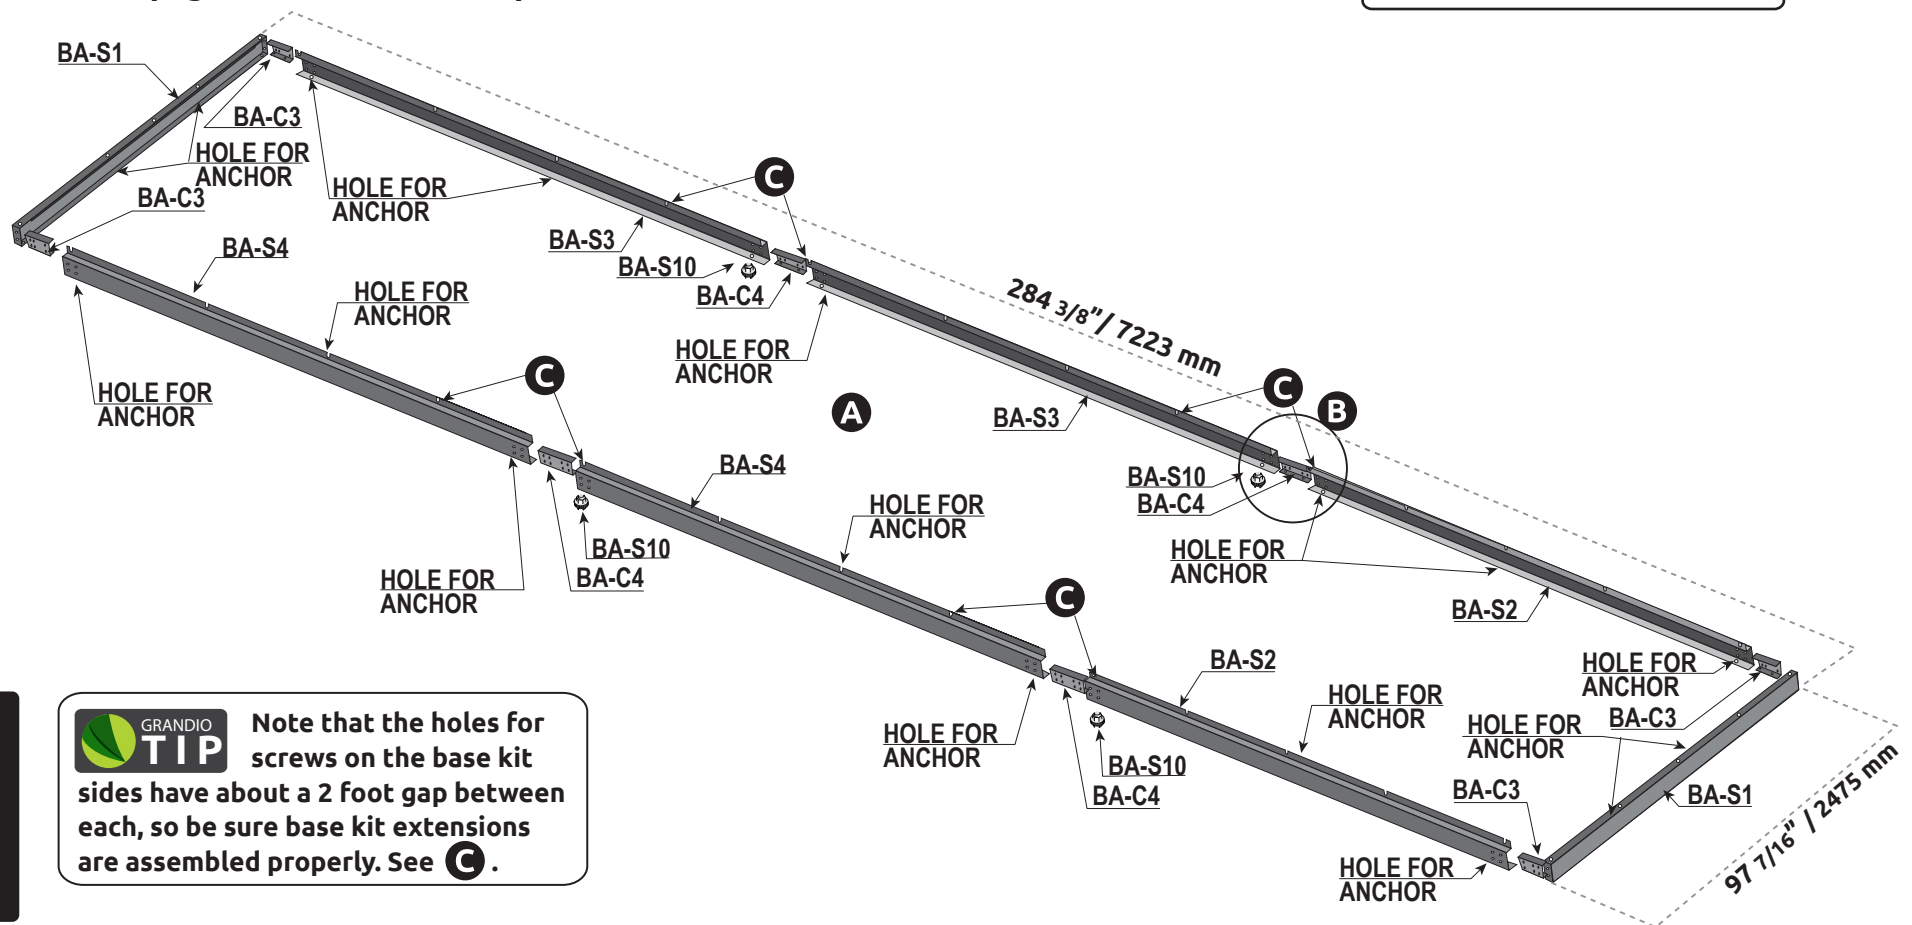 BA-S1
BA-C3
HOLE FOR
ANCHOR
BA-C3
HOLE FOR
ANCHOR
C
BA-S4
BA-S3
BA-S10
BA-C4
HOLE FOR
ANCHOR
284 3/8"/ 7223 mm
HOLE FOR
ANCHOR
HOLE FOR
ANCHOR
C
A
BA-S3
C
B
BA-S4
BA-S10
BA-C4
HOLE FOR
ANCHOR
BA-S10
BA-C4
HOLE FOR
ANCHOR
HOLE FOR
ANCHOR
C
BA-S2
BA-S2
HOLE FOR
ANCHOR
HOLE FOR
ANCHOR
BA-C3
HOLE FOR
ANCHOR
HOLE FOR
ANCHOR
BA-S10
BA-C4
BA-C3
BA-S1
HOLE FOR
ANCHOR
97 7/16" / 2475 mm
GRANDIO
TIP
Note that the holes for
screws on the base kit
sides have about a 2 foot gap between
each, so be sure base kit extensions
are assembled properly. See C .